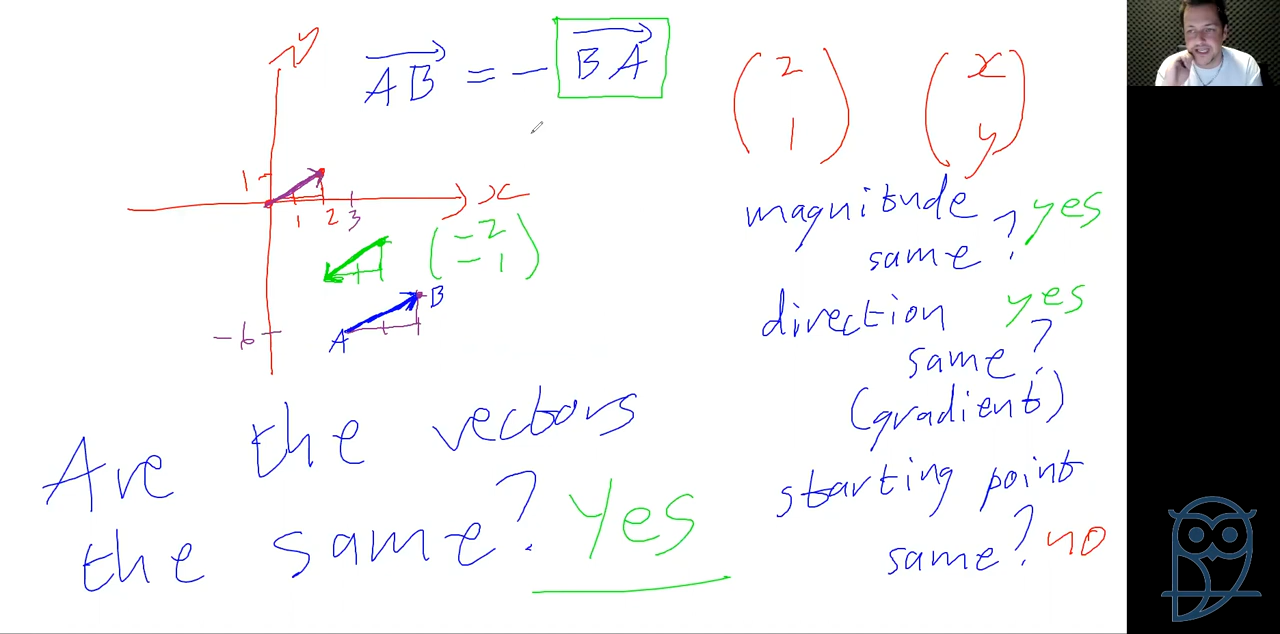 y
AB = - BA
(2
1)
(x
y)
1
1 2 3
x
(-2
-1)
B
A
-6
magnitude yes
same?
direction yes
same?
(gradient)
starting point
same? no
Are the vectors
the same? Yes